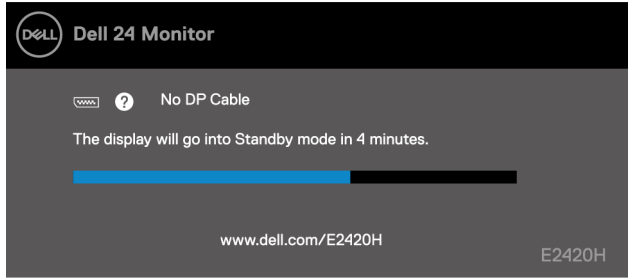 DELL Dell 24 Monitor
? No DP Cable
The display will go into Standby mode in 4 minutes.
www.dell.com/E2420H
E2420H